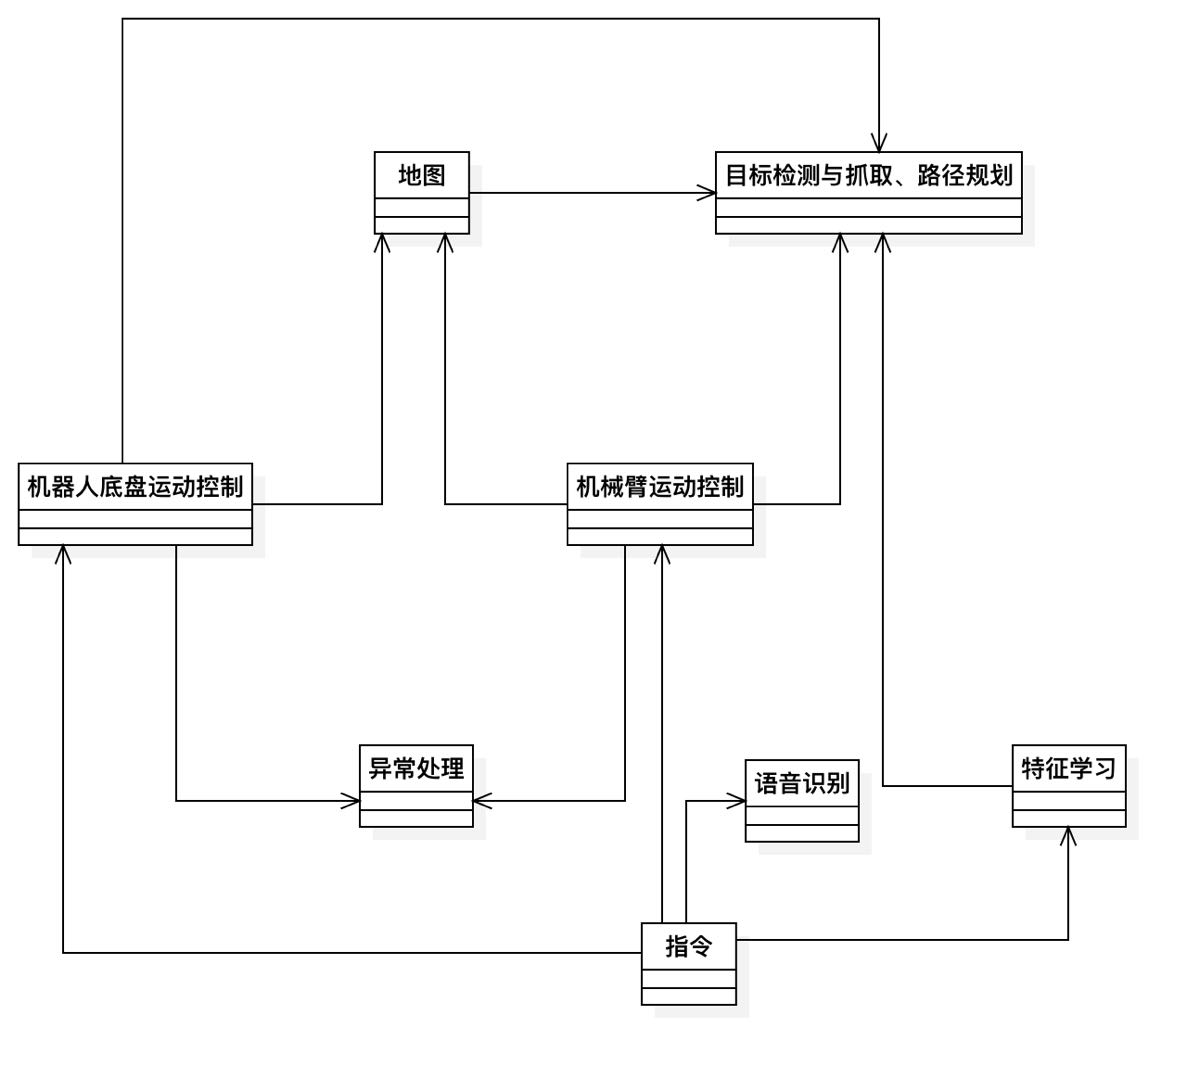 地图
目标检测与抓取、路径规划
机器人底盘运动控制
机械臂运动控制
异常处理
语音识别
特征学习
指令